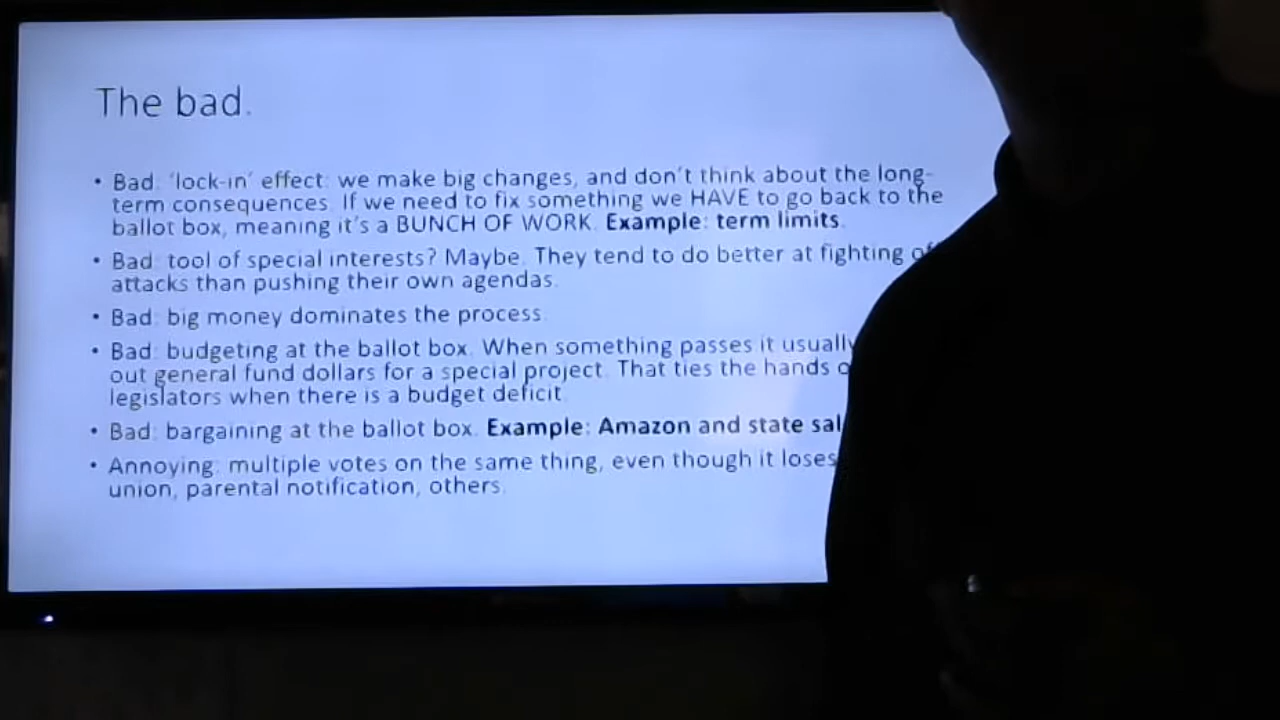 The bad.
• Bad: 'lock-in' effect: we make big changes, and don't think about the long-
term consequences. If we need to fix something we HAVE to go back to the
ballot box, meaning it's a BUNCH OF WORK. Example: term limits.
• Bad: tool of special interests? Maybe. They tend to do better at fighting
attacks than pushing their own agendas.
• Bad: big money dominates the process.
• Bad: budgeting at the ballot box. When something passes it usually
out general fund dollars for a special project. That ties the hands
legislators when there is a budget deficit.
• Bad: bargaining at the ballot box. Example: Amazon and state
• Annoying: multiple votes on the same thing, even though it loses
union, parental notification, others.